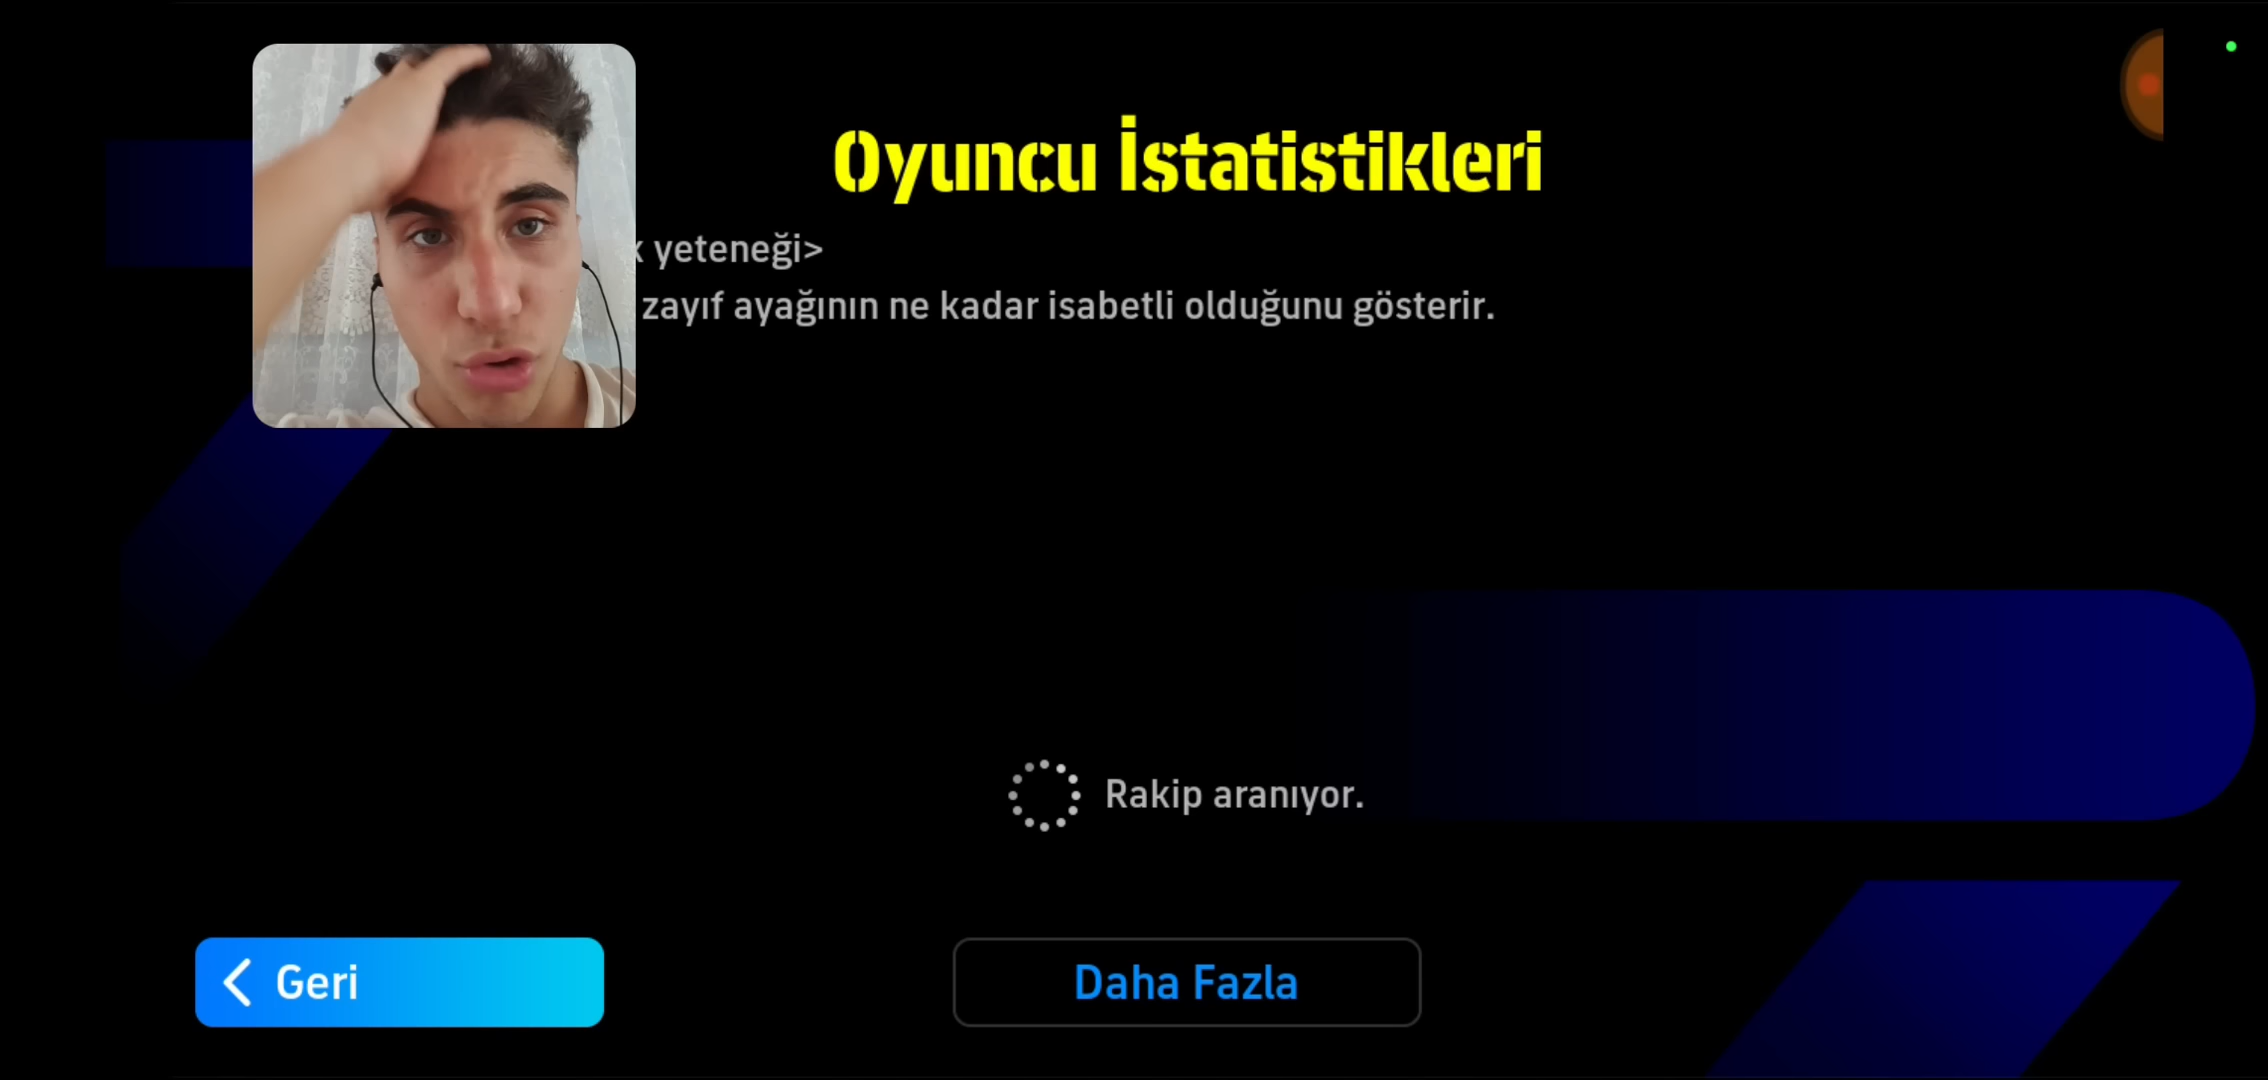 Oyuncu İstatistikleri
yeteneği>
zayıf ayağının ne kadar isabetli olduğunu gösterir.
Rakip aranıyor.
Geri
Daha Fazla